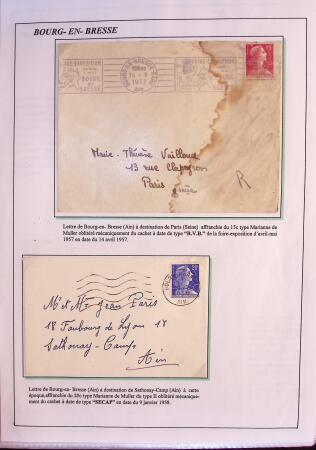 BOURG- EN- BRESSE
1957
Marie-Thérèse Vailland
13 rue Clapeyron
Paris
Seine
R
Lettre de Bourg-en- Bresse (Ain) à destination de Paris (Seine) affranchie du 15c type Marianne de
Muller oblitéré mécaniquement du cachet à date de type "R.V.B." de la foire-exposition d'avril-mai
1957 en date du 14 avril 1957.
Mr et Mme Jean Paris
18 Faubourg de Lyon 18
Sathonay-Camp
Ain
Lettre de Bourg-en- Bresse (Ain) à destination de Sathonay-Camp (Ain) à cette
époque,affranchie du 20c type Marianne de Muller du type II oblitéré mécanique-
ment du cachet à date de type "SECAP" en date du 9 janvier 1958.